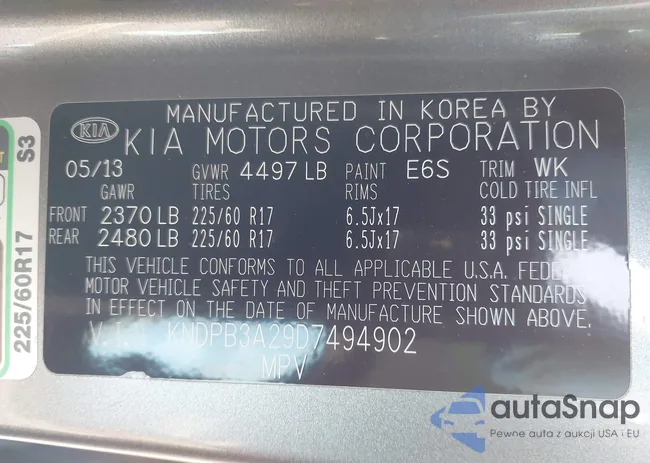 MANUFACTURED IN KOREA BY
KIA KIA MOTORS CORPORATION
05/13 GVWR 4497 LB PAINT E6S TRIM WK
GAWR TIRES RIMS COLD TIRE INFL
FRONT 2370 LB 225/60 R17 6.5Jx17 33 psi SINGLE
REAR 2480 LB 225/60 R17 6.5Jx17 33 psi SINGLE
THIS VEHICLE CONFORMS TO ALL APPLICABLE U.S.A. FEDE
MOTOR VEHICLE SAFETY AND THEFT PREVENTION STANDARDS
IN EFFECT ON THE DATE OF MANUFACTURE SHOWN ABOVE.
KNDPB3A29D7494902
MPV
225/60R17 S3
autaSnap
Pewne auta z aukcji USA i EU